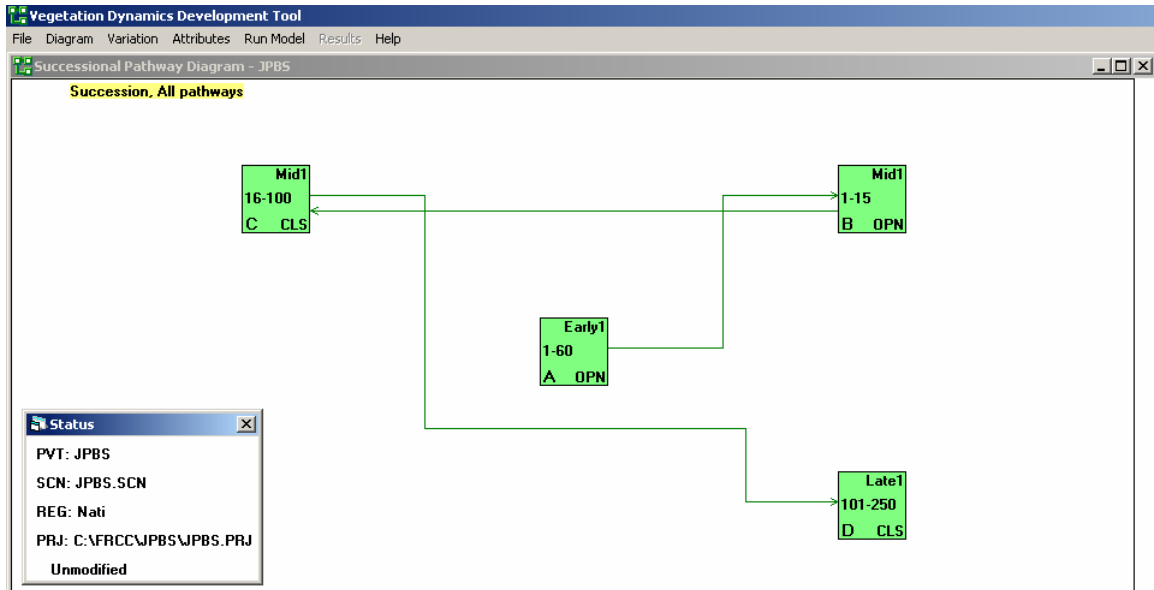 Vegetation Dynamics Development Tool
File Diagram Variation Attributes Run Model Results Help
Successional Pathway Diagram - JPBS
Succession, All pathways
Mid1
16-100
C CLS
Mid1
1-15
B OPN
Early1
1-60
A OPN
Late1
101-250
D CLS
Status
PVT: JPBS
SCN: JPBS.SCN
REG: Nati
PRJ: C:\FRCC\JPBS\JPBS.PRJ
Unmodified